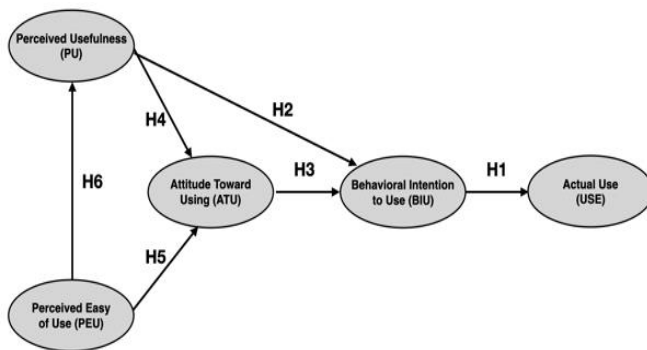 Perceived Usefulness
(PU)
H2
H4
Attitude Toward
Using (ATU)
H3
Behavioral Intention
to Use (BIU)
H1
Actual Use
(USE)
H6
H5
Perceived Easy
of Use (PEU)